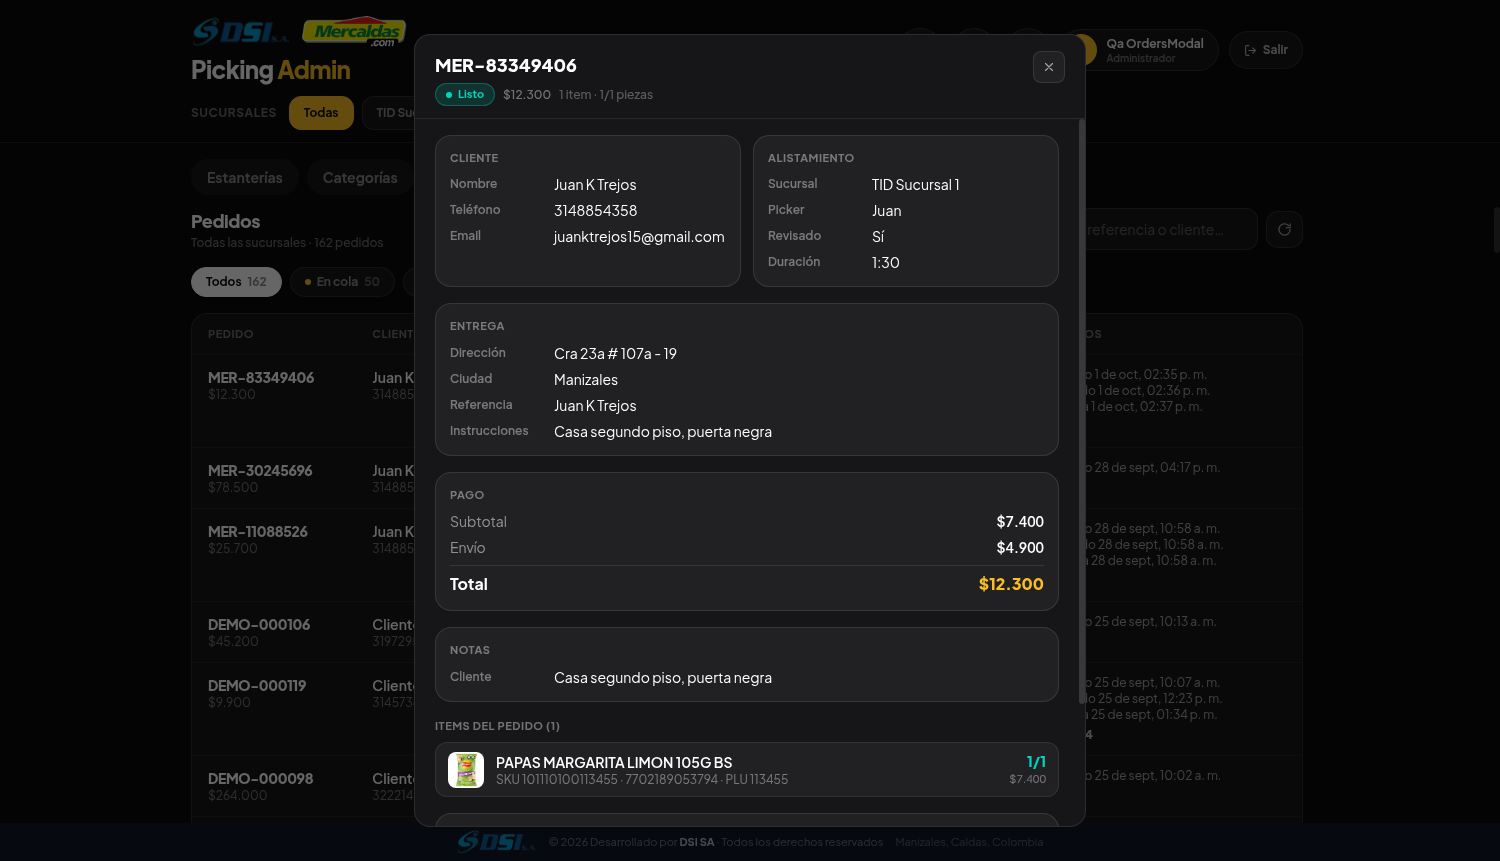 DSI S.A.
Mercaldas
.com
Picking Admin
Qa OrdersModal
Administrador
Salir
SUCURSALES
Todas
TID Suc
Estanterías
Categorías
Pedidos
Todas las sucursales · 162 pedidos
referencia o cliente...
Todos 162
En cola 50
PEDIDO
CLIENT
OS
MER-83349406
$12.300
Juan K
314885
1 de oct, 02:35 p. m.
1 de oct, 02:36 p. m.
1 de oct, 02:37 p. m.
MER-30245696
$78.500
Juan K
314885
28 de sept, 04:17 p. m.
MER-11088526
$25.700
Juan K
314885
28 de sept, 10:58 a. m.
28 de sept, 10:58 a. m.
28 de sept, 10:58 a. m.
DEMO-000106
$45.200
Cliente
319729
25 de sept, 10:13 a. m.
DEMO-000119
$9.900
Cliente
314573
25 de sept, 10:07 a. m.
25 de sept, 12:23 p. m.
25 de sept, 01:34 p. m.
4
DEMO-000098
$264.000
Cliente
322214
25 de sept, 10:02 a. m.
MER-83349406
Listo $12.300 1 item · 1/1 piezas
CLIENTE
Nombre Juan K Trejos
Teléfono 3148854358
Email juanktrejos15@gmail.com
ALISTAMIENTO
Sucursal TID Sucursal 1
Picker Juan
Revisado Sí
Duración 1:30
ENTREGA
Dirección Cra 23a # 107a - 19
Ciudad Manizales
Referencia Juan K Trejos
Instrucciones Casa segundo piso, puerta negra
PAGO
Subtotal $7.400
Envío $4.900
Total $12.300
NOTAS
Cliente Casa segundo piso, puerta negra
ITEMS DEL PEDIDO (1)
PAPAS MARGARITA LIMON 105G BS 1/1
SKU 101110100113455 · 7702189053794 · PLU 113455 $7.400
DSI S.A. © 2026 Desarrollado por DSI SA · Todos los derechos reservados Manizales, Caldas, Colombia